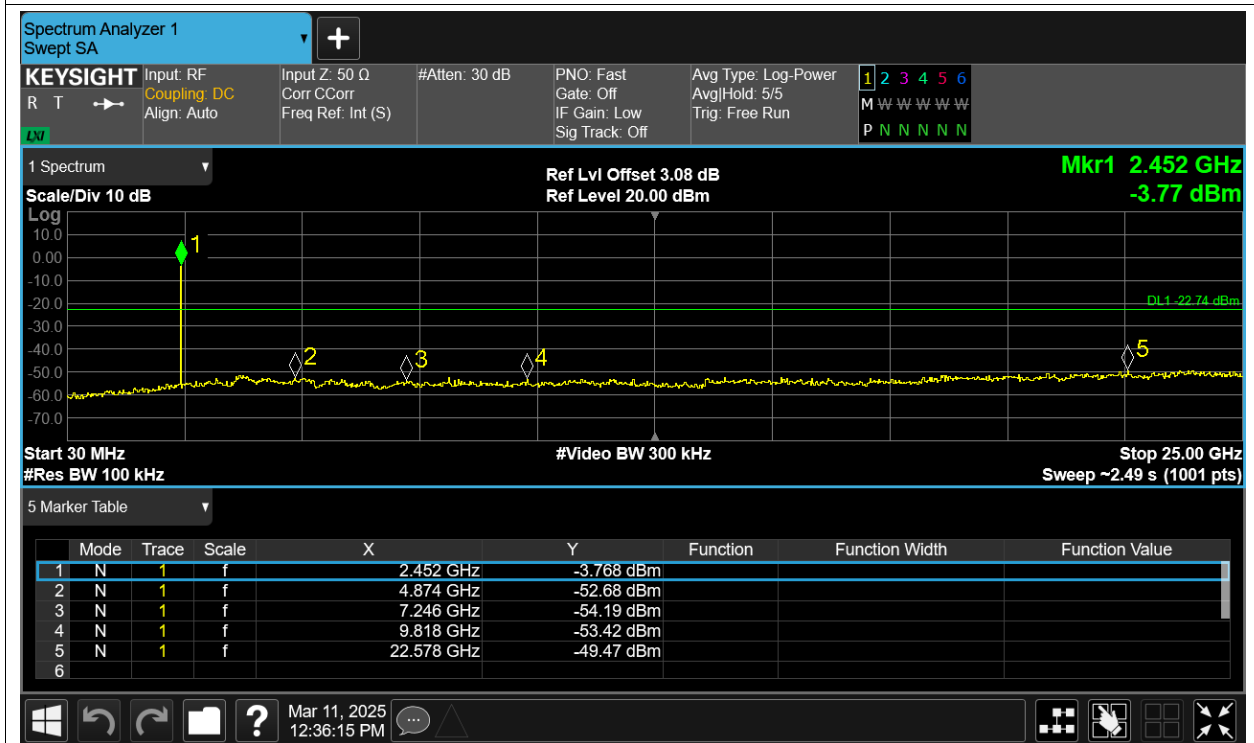 Spectrum Analyzer 1
Swept SA
+
KEYSIGHT
R T
LXI
Input: RF
Coupling: DC
Align: Auto
Input Z: 50 Ω
Corr CCorr
Freq Ref: Int (S)
#Atten: 30 dB
PNO: Fast
Gate: Off
IF Gain: Low
Sig Track: Off
Avg Type: Log-Power
Avg|Hold: 5/5
Trig: Free Run
1 2 3 4 5 6
M W W W W W
P N N N N N
1 Spectrum
Scale/Div 10 dB
Ref Lvl Offset 3.08 dB
Ref Level 20.00 dBm
Mkr1 2.452 GHz
-3.77 dBm
Log
10.0
0.00
-10.0
-20.0
-30.0
-40.0
-50.0
-60.0
-70.0
1
2
3
4
5
DL1 -22.74 dBm
Start 30 MHz
#Video BW 300 kHz
Stop 25.00 GHz
#Res BW 100 kHz
Sweep ~2.49 s (1001 pts)
5 Marker Table
Mode Trace Scale X Y Function Function Width Function Value
1 N 1 f 2.452 GHz -3.768 dBm
2 N 1 f 4.874 GHz -52.68 dBm
3 N 1 f 7.246 GHz -54.19 dBm
4 N 1 f 9.818 GHz -53.42 dBm
5 N 1 f 22.578 GHz -49.47 dBm
6
?
Mar 11, 2025
12:36:15 PM